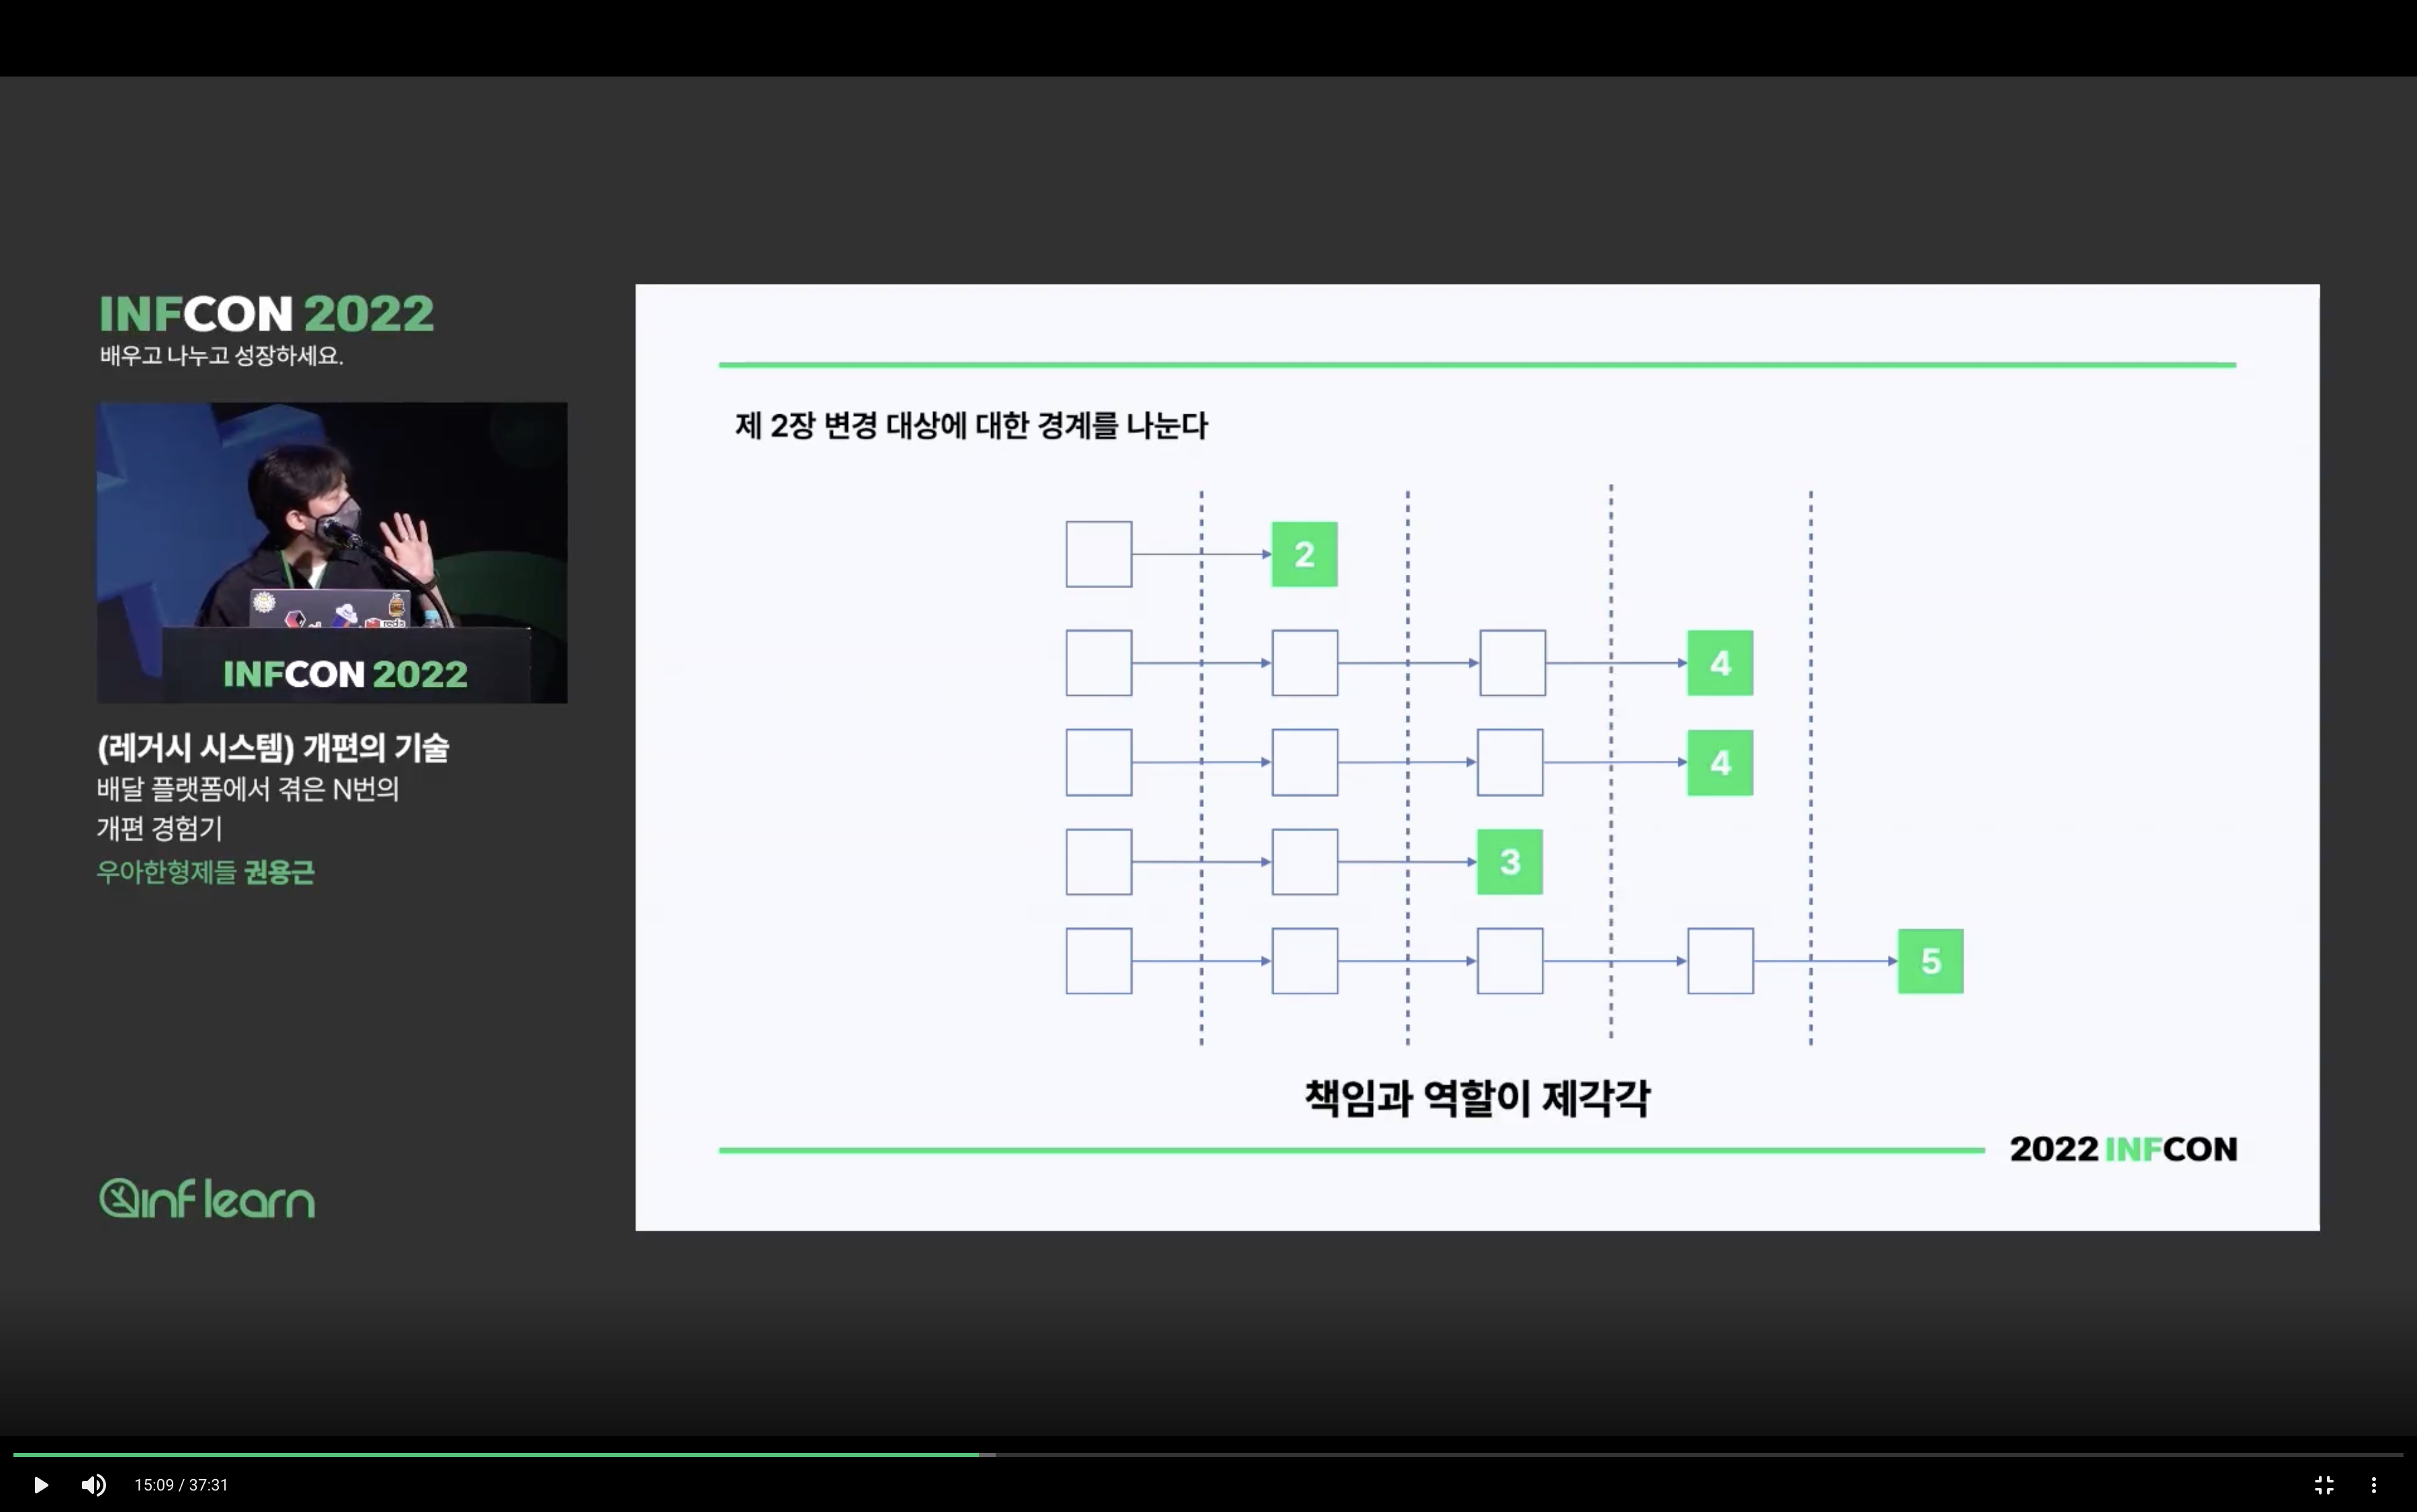 INFCON 2022
배우고 나누고 성장하세요.
INFCON 2022
(레거시 시스템) 개편의 기술
배달 플랫폼에서 겪은 N번의
개편 경험기
우아한형제들 권용근
inflearn
제 2장 변경 대상에 대한 경계를 나눈다
2
4
4
3
5
책임과 역할이 제각각
2022 INFCON
15:09 / 37:31